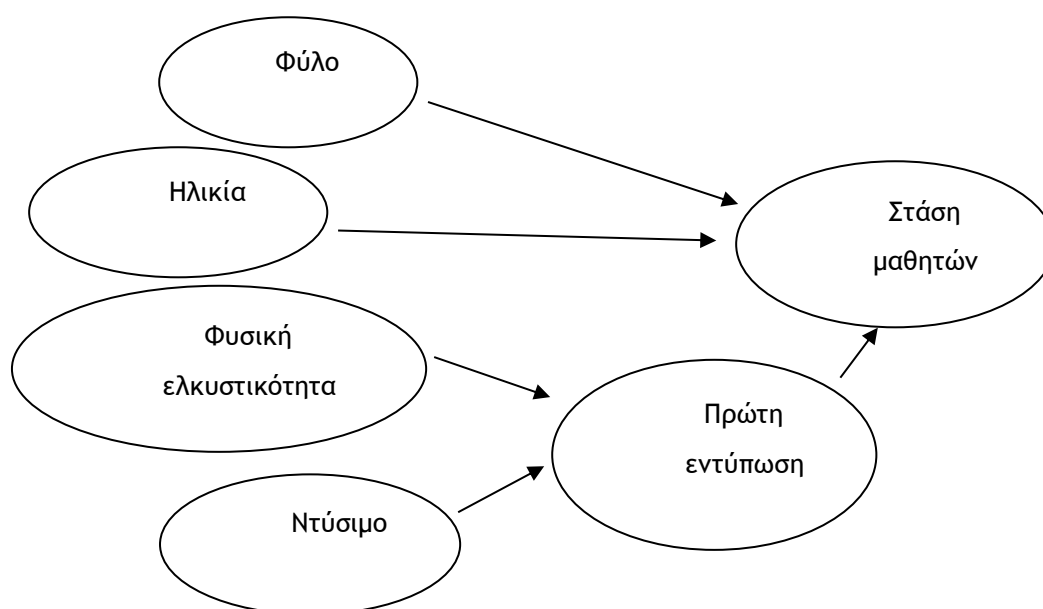 Φύλο
Ηλικία
Στάση
μαθητών
Φυσική
ελκυστικότητα
Πρώτη
εντύπωση
Ντύσιμο